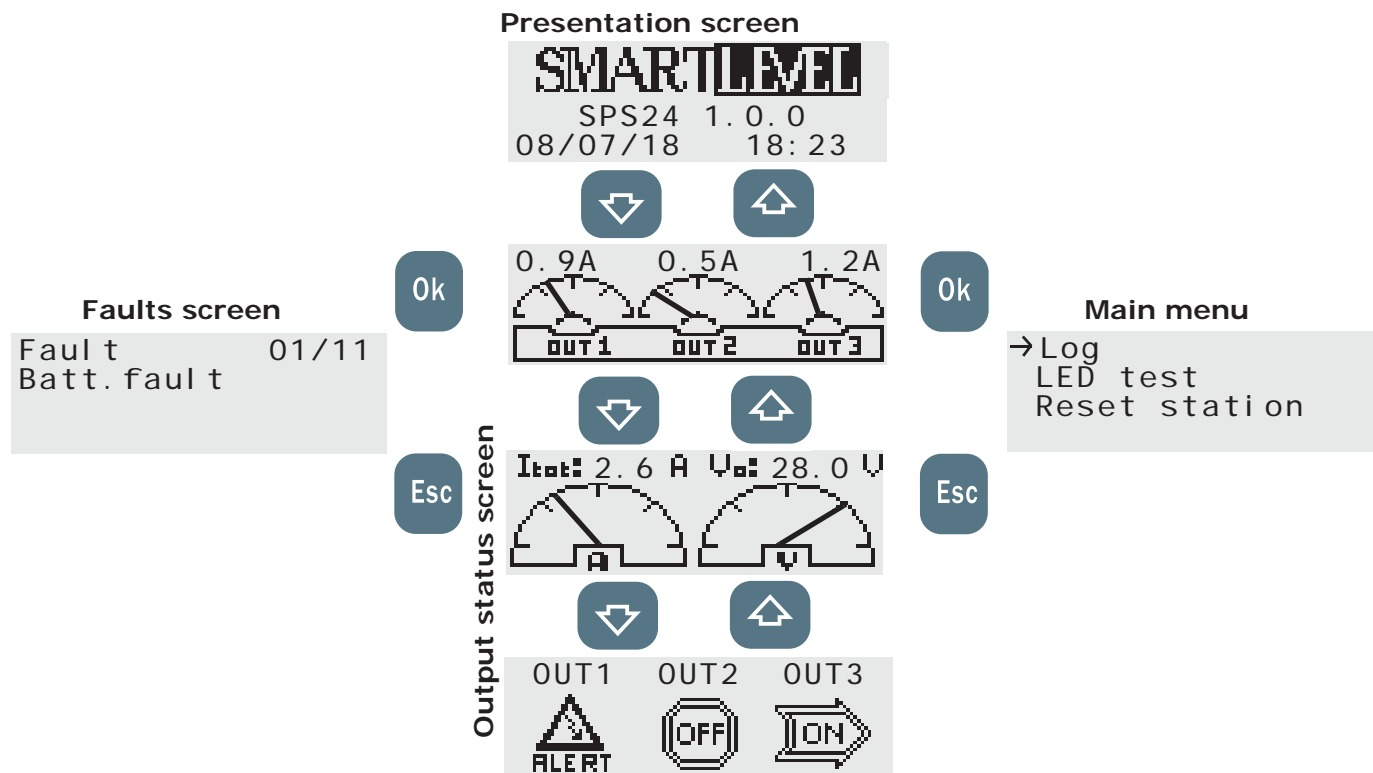 Presentation screen
SMARTLEVEL
SPS24 1.0.0
08/07/18 18:23
Ok
0.9A 0.5A 1.2A
OUT1 OUT2 OUT3
Ok
Faults screen
Fault 01/11
Batt.fault
Main menu
→Log
LED test
Reset station
Esc
Output status screen
Itot: 2.6 A Vo: 28.0 V
A V
Esc
OUT1 OUT2 OUT3
ALERT OFF ON